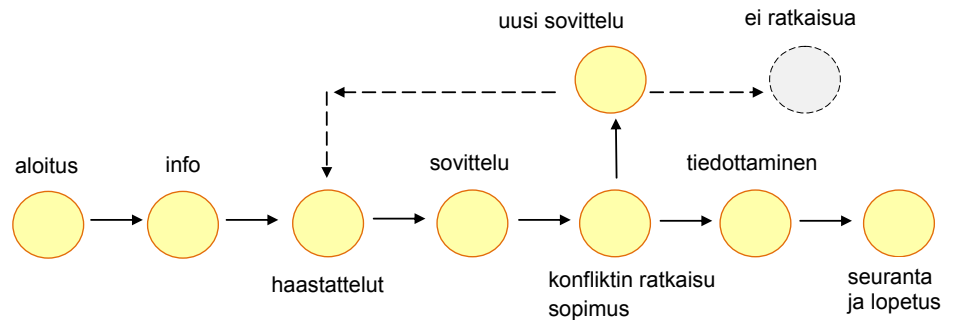 uusi sovittelu
ei ratkaisua
aloitus
info
sovittelu
tiedottaminen
haastattelut
konfliktin ratkaisu
sopimus
seuranta
ja lopetus